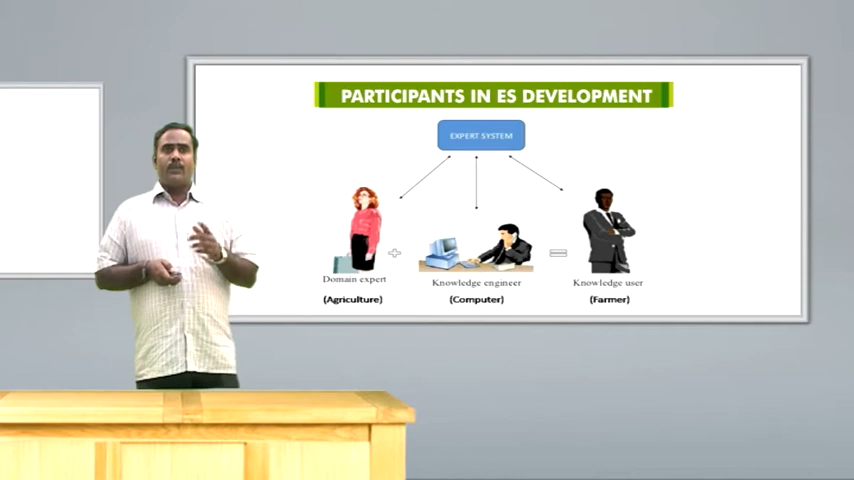 PARTICIPANTS IN ES DEVELOPMENT
EXPERT SYSTEM
Domain expert
Knowledge engineer
Knowledge user
(Agriculture)
(Computer)
(Farmer)